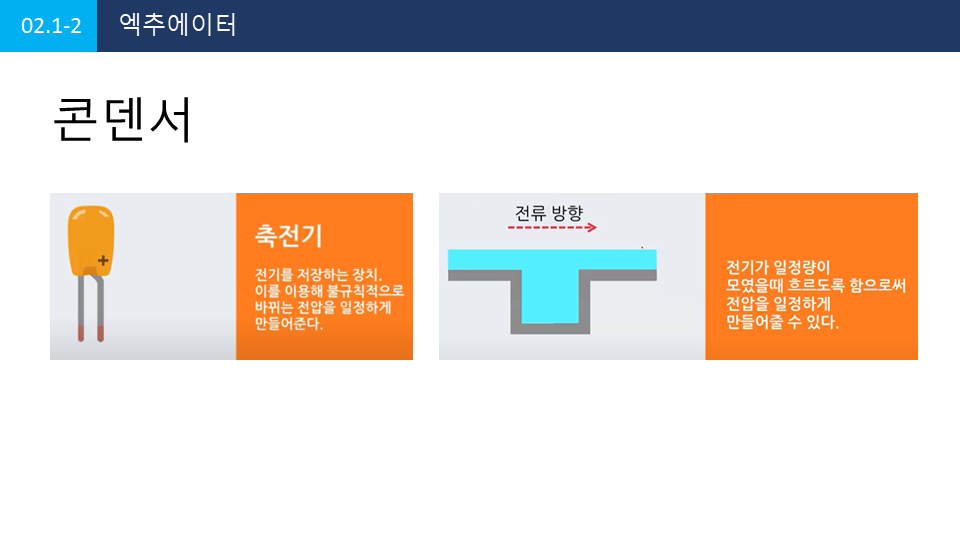 02.1-2
엑추에이터
콘덴서
축전기
전기를 저장하는 장치.
이를 이용해 불규칙적으로
바뀌는 전압을 일정하게
만들어준다.
+
전류 방향
전기가 일정량이
모였을때 흐르도록 함으로써
전압을 일정하게
만들어줄 수 있다.